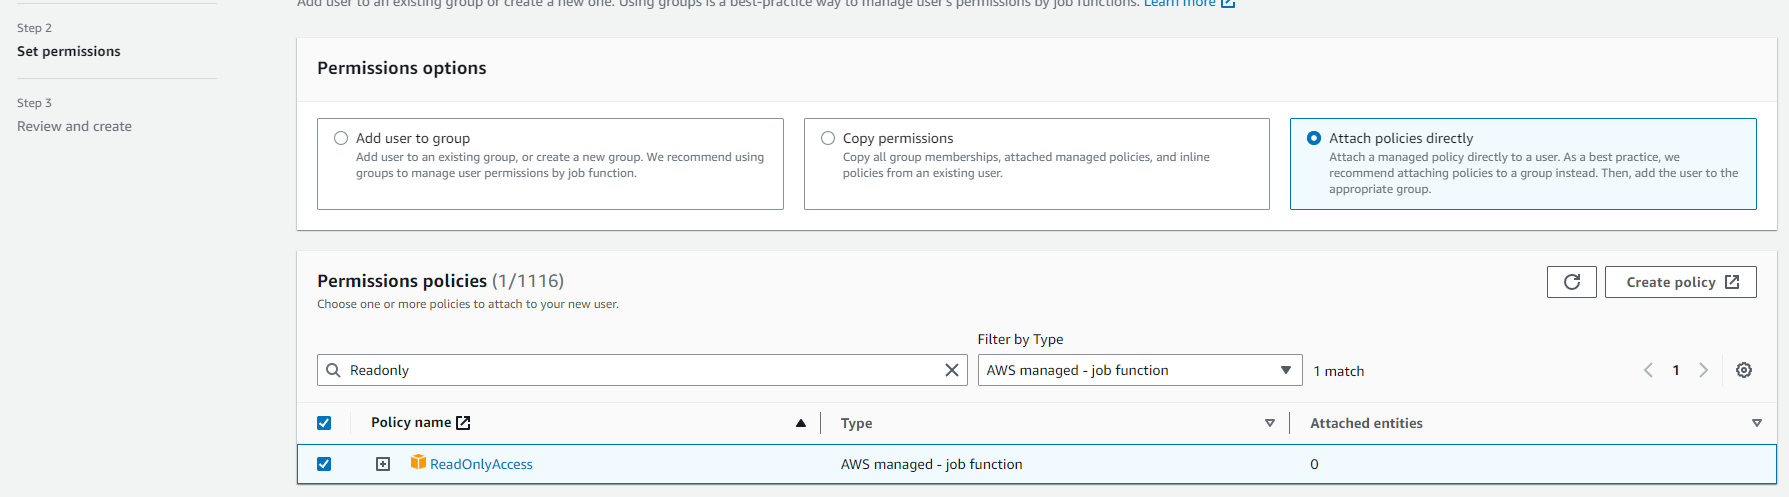 Add user to an existing group or create a new one. Using groups is a best-practice way to manage user's permissions by job functions. Learn more
Step 2
Set permissions
Step 3
Review and create
Permissions options
Add user to group
Add user to an existing group, or create a new group. We recommend using
groups to manage user permissions by job function.
Copy permissions
Copy all group memberships, attached managed policies, and inline
policies from an existing user.
Attach policies directly
Attach a managed policy directly to a user. As a best practice, we
recommend attaching policies to a group instead. Then, add the user to the
appropriate group.
Permissions policies (1/1116)
Choose one or more policies to attach to your new user.
Create policy
Filter by Type
Readonly
AWS managed - job function
1 match
1
Policy name
Type
Attached entities
ReadOnlyAccess
AWS managed - job function
0